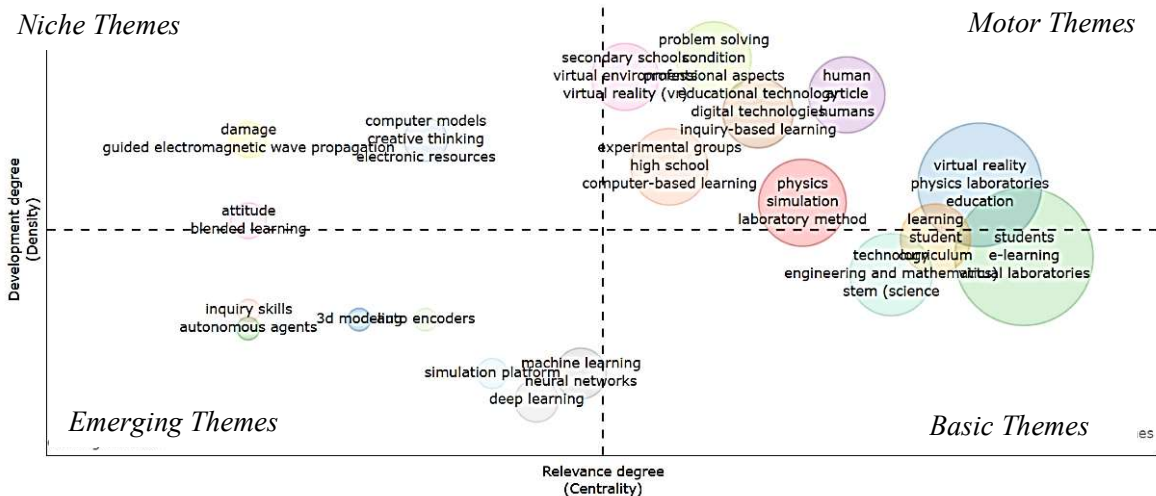 Niche Themes
Motor Themes
problem solving
condition
professional aspects
secondary schools
virtual environments
virtual reality (vr)
educational technology
digital technologies
inquiry-based learning
human
article
humans
computer models
creative thinking
electronic resources
damage
guided electromagnetic wave propagation
experimental groups
high school
computer-based learning
virtual reality
physics laboratories
education
physics
simulation
laboratory method
attitude
blended learning
learning
student
curriculum
students
e-learning
virtual laboratories
technology
engineering and mathematics)
stem (science
inquiry skills
autonomous agents
3d modeling
auto encoders
simulation platform
machine learning
neural networks
deep learning
Emerging Themes
Basic Themes
Development degree
(Density)
Relevance degree
(Centrality)